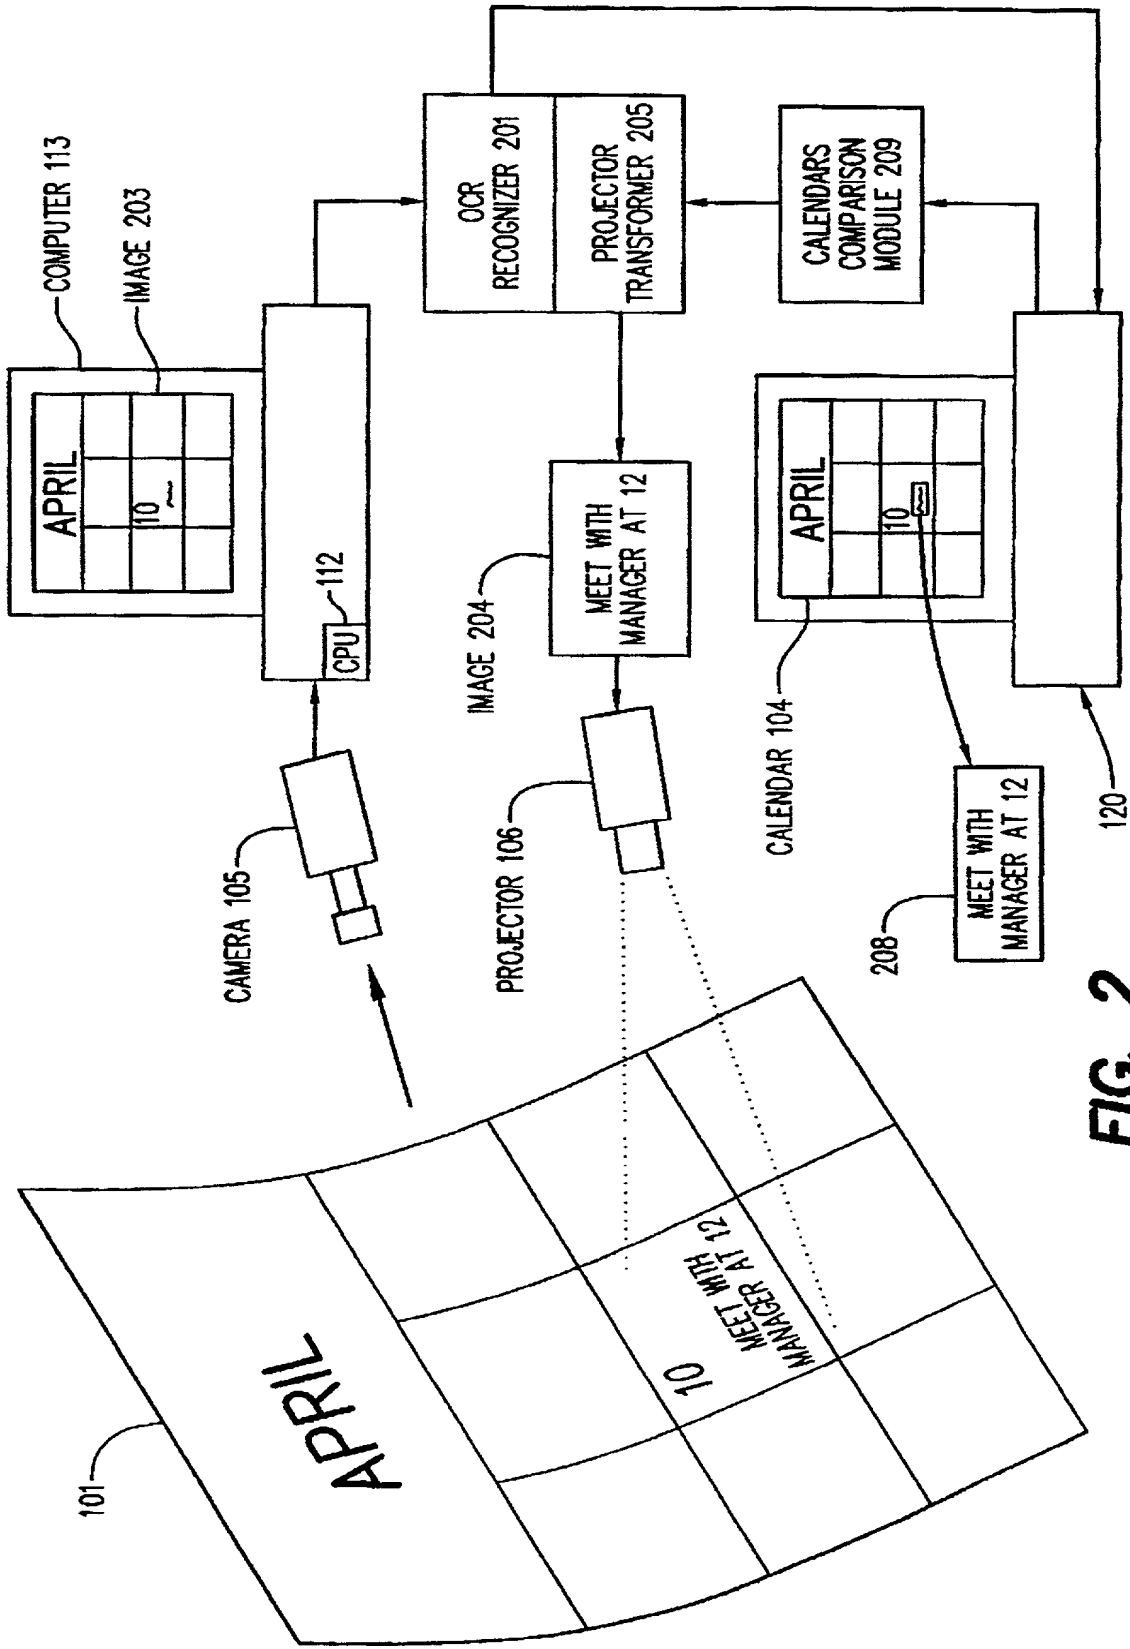 COMPUTER 113
IMAGE 203
APRIL
10
CPU
112
CAMERA 105
OCR
RECOGNIZER 201
PROJECTOR
TRANSFORMER 205
CALENDARS
COMPARISON
MODULE 209
IMAGE 204
MEET WITH
MANAGER AT 12
PROJECTOR 106
CALENDAR 104
APRIL
10
208
MEET WITH
MANAGER AT 12
120
101
APRIL
10
MEET WITH
MANAGER AT 12
FIG. 2